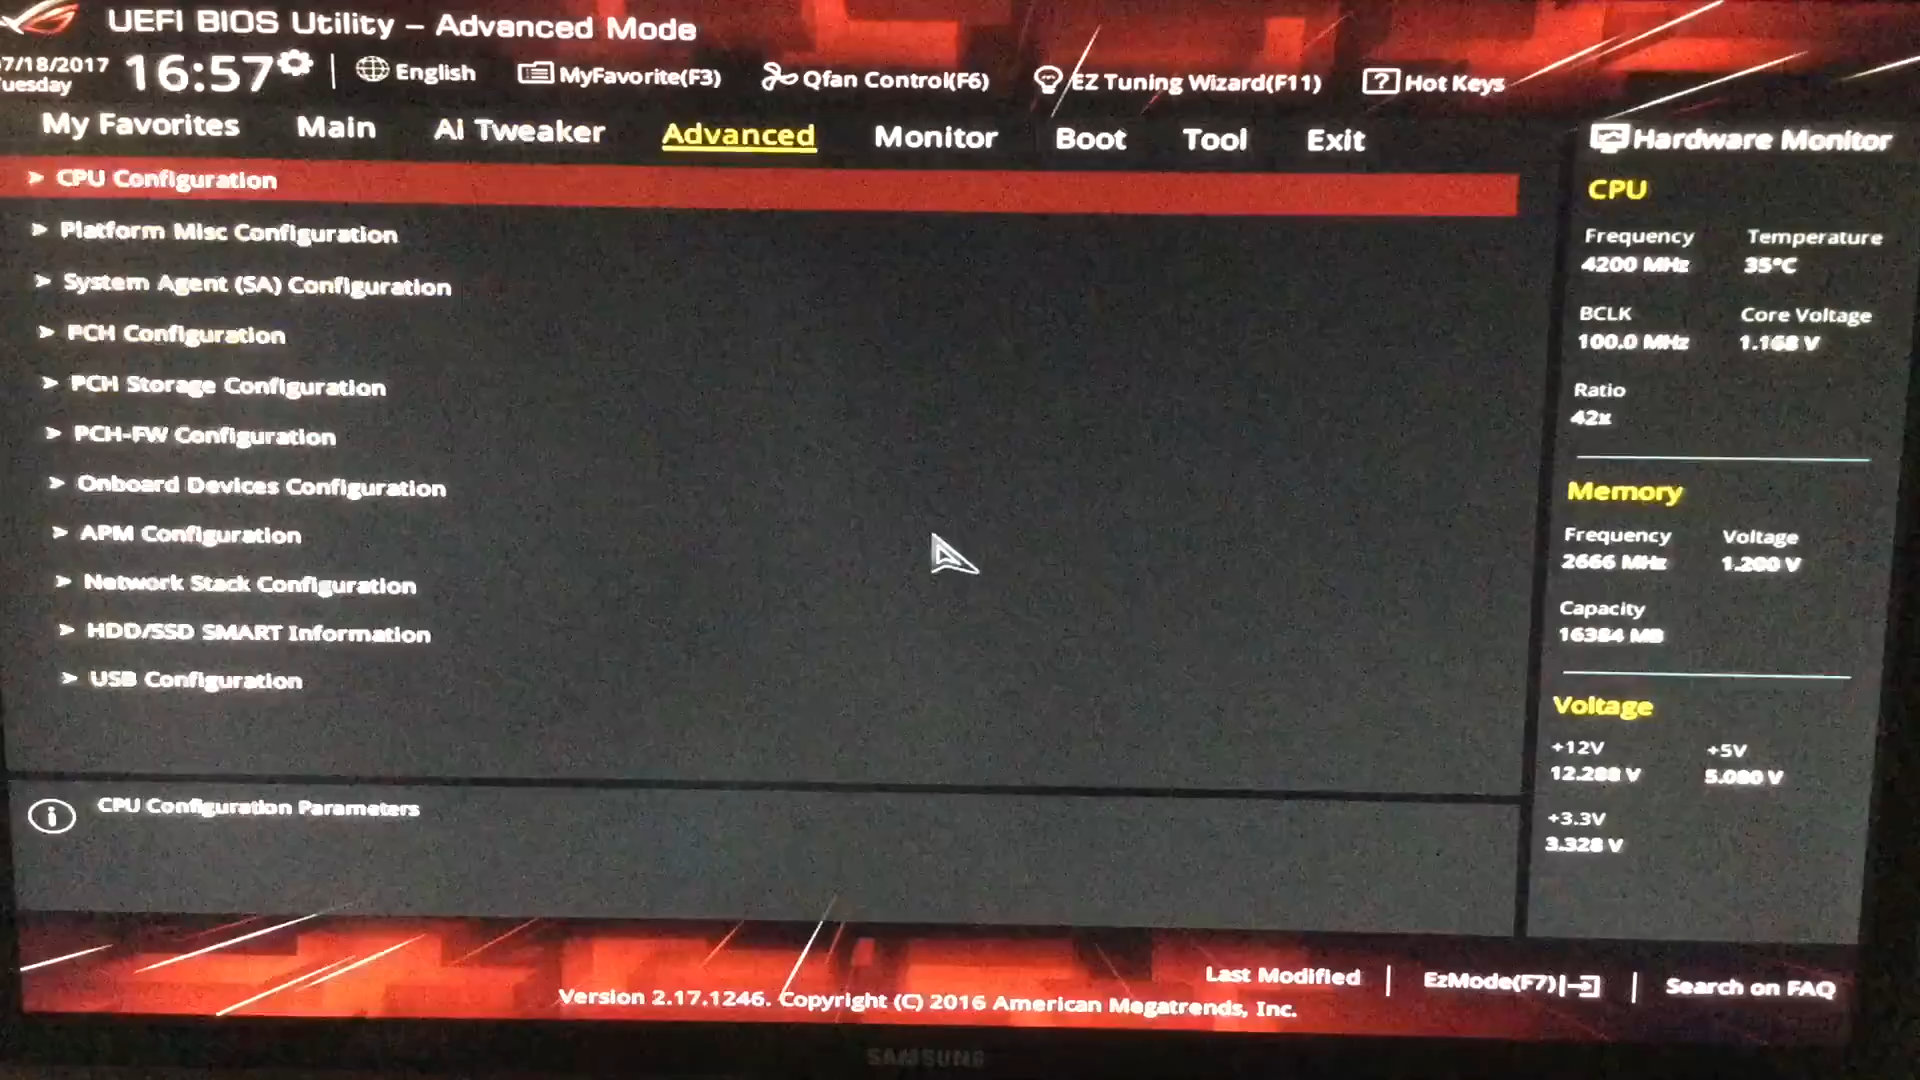 UEFI BIOS Utility – Advanced Mode
7/18/2017
uesday
16:57
English
MyFavorite(F3)
Qfan Control(F6)
EZ Tuning Wizard(F11)
Hot Keys
My Favorites
Main
Ai Tweaker
Advanced
Monitor
Boot
Tool
Exit
CPU Configuration
Platform Misc Configuration
System Agent (SA) Configuration
PCH Configuration
PCH Storage Configuration
PCH-FW Configuration
Onboard Devices Configuration
APM Configuration
Network Stack Configuration
HDD/SSD SMART Information
USB Configuration
CPU Configuration Parameters
Hardware Monitor
CPU
Frequency Temperature
4200 MHz 35°C
BCLK Core Voltage
100.0 MHz 1.168 V
Ratio
42x
Memory
Frequency Voltage
2666 MHz 1.200 V
Capacity
16384 MB
Voltage
+12V +5V
12.288 V 5.080 V
+3.3V
3.328 V
Last Modified
EzMode(F7)
Search on FAQ
Version 2.17.1246. Copyright (C) 2016 American Megatrends, Inc.
SAMSUNG